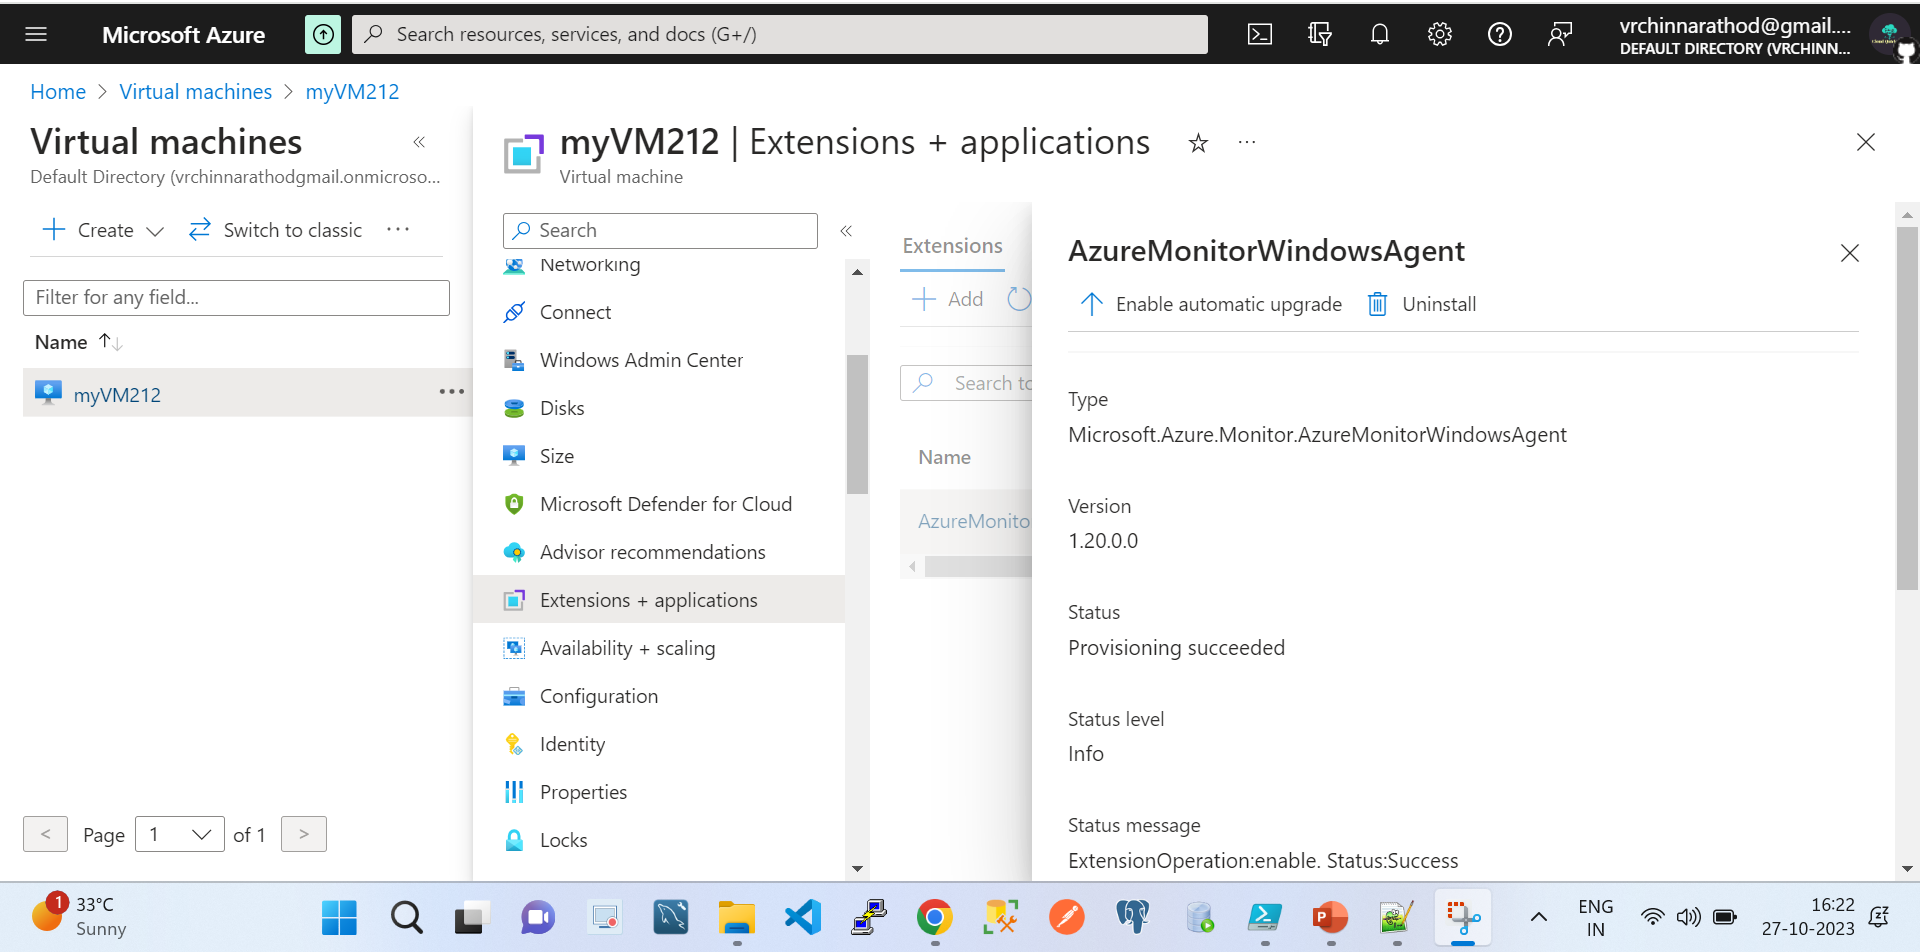 Microsoft Azure
Search resources, services, and docs (G+/)
vrchinnarathod@gmail....
DEFAULT DIRECTORY (VRCHINN...
Home > Virtual machines > myVM212
Virtual machines
Default Directory (vrchinnarathodgmail.onmicroso...
Create
Switch to classic
Filter for any field...
Name
myVM212
< Page 1 of 1 >
myVM212 | Extensions + applications
Virtual machine
Search
Networking
Connect
Windows Admin Center
Disks
Size
Microsoft Defender for Cloud
Advisor recommendations
Extensions + applications
Availability + scaling
Configuration
Identity
Properties
Locks
Extensions
Add
Search to
Name
AzureMonito
AzureMonitorWindowsAgent
Enable automatic upgrade
Uninstall
Type
Microsoft.Azure.Monitor.AzureMonitorWindowsAgent
Version
1.20.0.0
Status
Provisioning succeeded
Status level
Info
Status message
ExtensionOperation:enable. Status:Success
1
33°C
Sunny
ENG
IN
16:22
27-10-2023